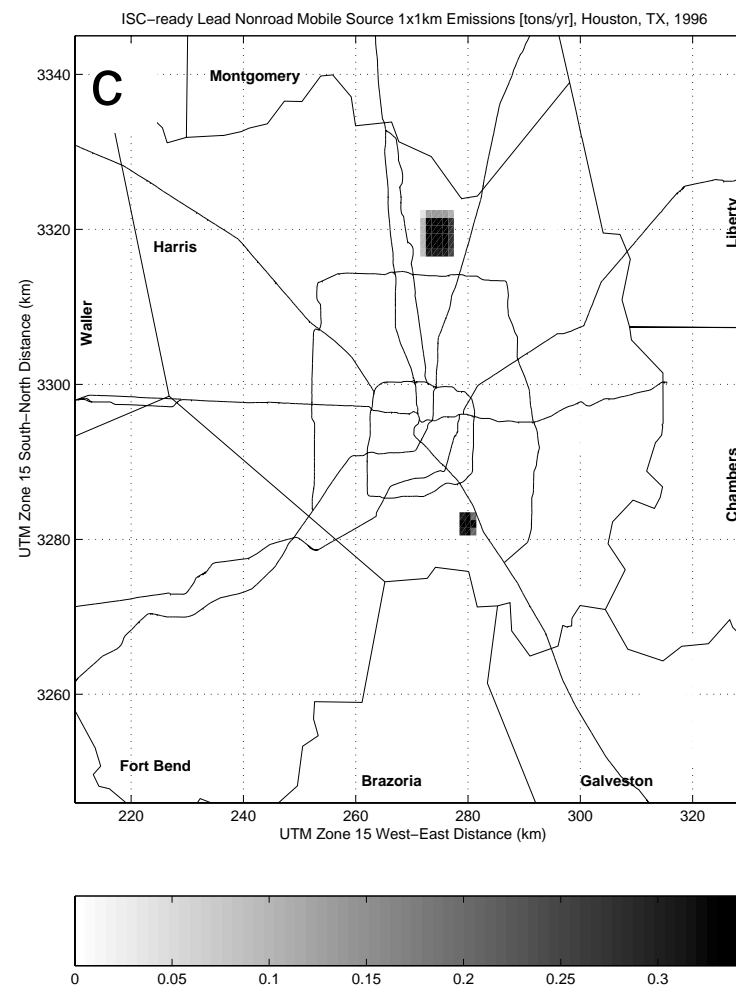 ISC−ready Lead Nonroad Mobile Source 1x1km Emissions [tons/yr], Houston, TX, 1996
C
Montgomery
Harris
Liberty
Waller
Chambers
Fort Bend
Brazoria
Galveston
3340
3320
3300
3280
3260
UTM Zone 15 South−North Distance (km)
220 240 260 280 300 320
UTM Zone 15 West−East Distance (km)
0 0.05 0.1 0.15 0.2 0.25 0.3